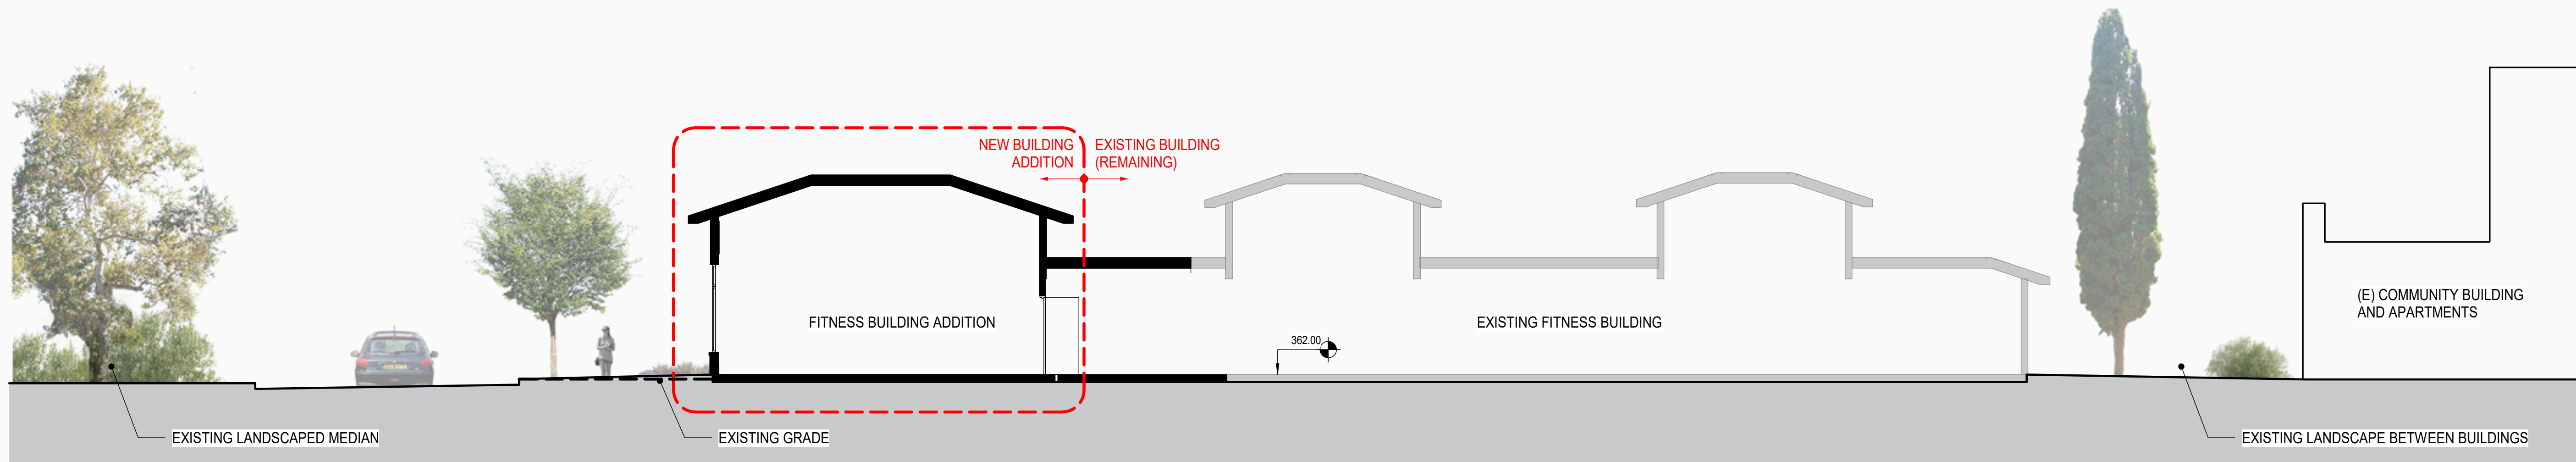 NEW BUILDING
ADDITION
EXISTING BUILDING
(REMAINING)
FITNESS BUILDING ADDITION
362.00
EXISTING FITNESS BUILDING
(E) COMMUNITY BUILDING
AND APARTMENTS
EXISTING LANDSCAPED MEDIAN
EXISTING GRADE
EXISTING LANDSCAPE BETWEEN BUILDINGS